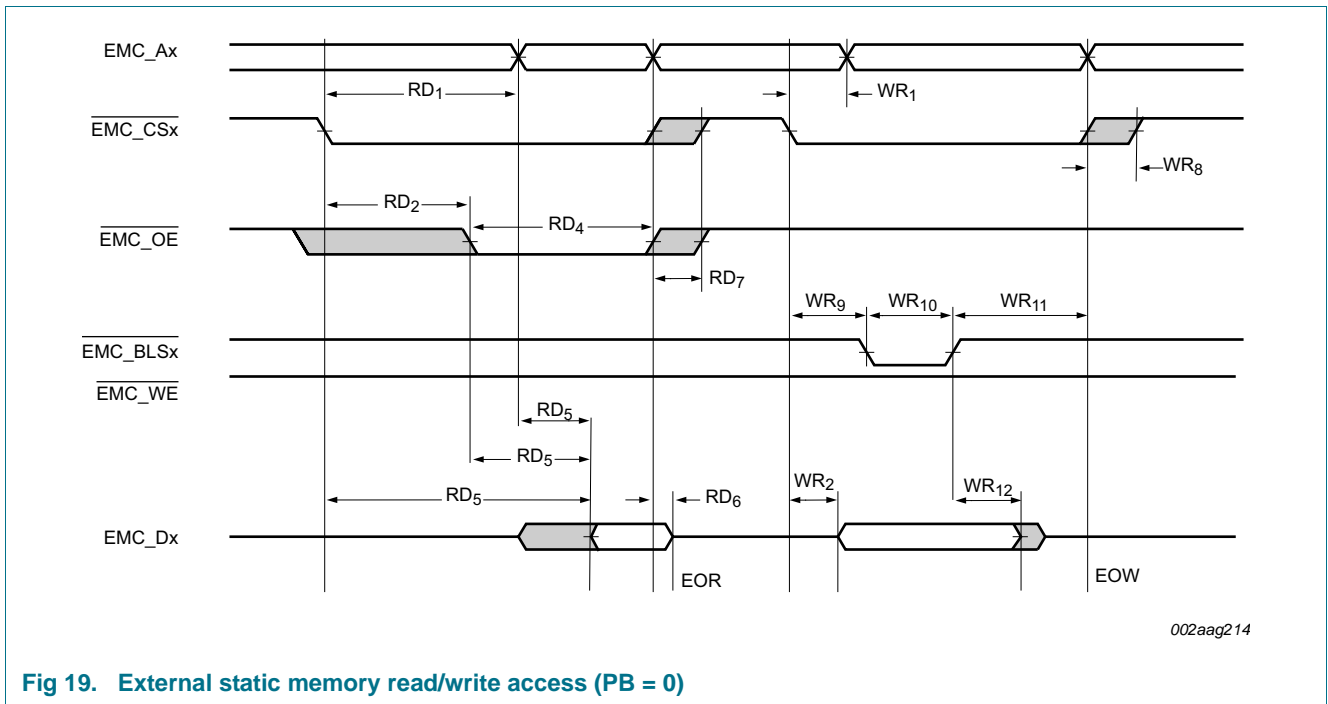 EMC_Ax
RD1
WR1
EMC_CSx
WR8
RD2
RD4
EMC_OE
RD7
WR9
WR10
WR11
EMC_BLSx
EMC_WE
RD5
RD5
RD5
RD6
WR2
WR12
EMC_Dx
EOR
EOW
002aag214
Fig 19. External static memory read/write access (PB = 0)